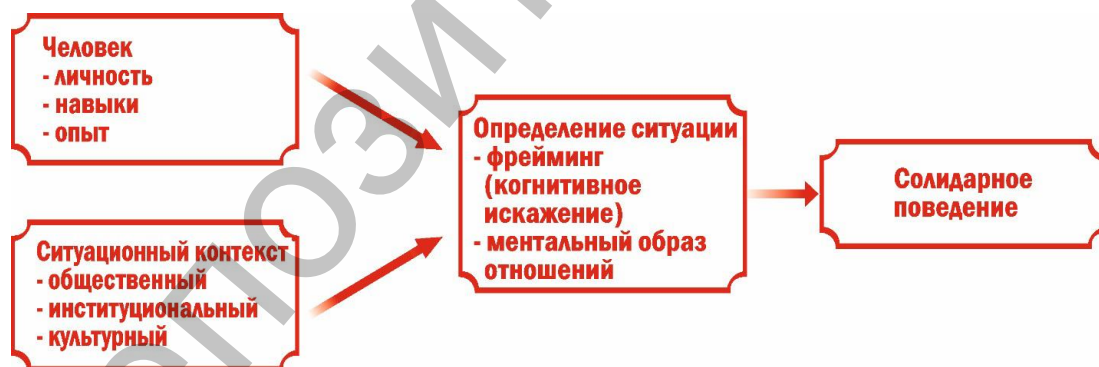 Человек
- личность
- навыки
- опыт
Ситуационный контекст
- общественный
- институциональный
- культурный
Определение ситуации
- фрейминг
(когнитивное
искажение)
- ментальный образ
отношений
Солидарное
поведение